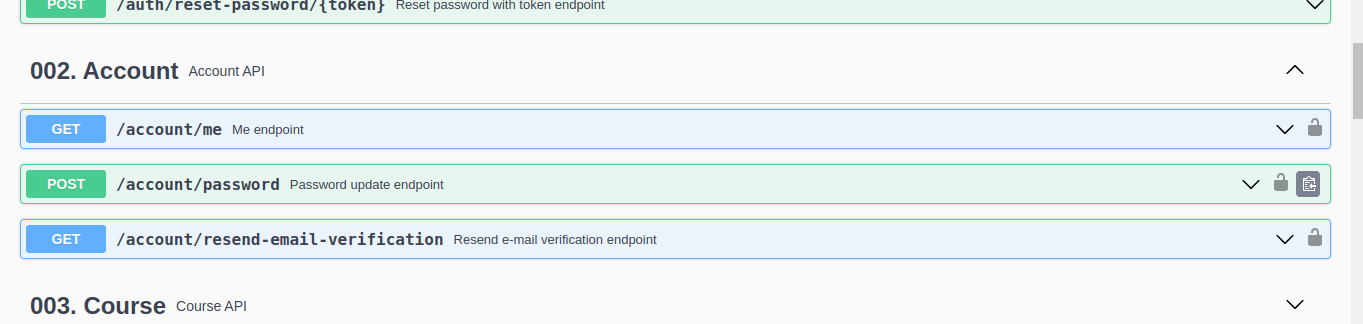 POST /auth/reset-password/{token} Reset password with token endpoint
002. Account Account API
GET /account/me Me endpoint
POST /account/password Password update endpoint
GET /account/resend-email-verification Resend e-mail verification endpoint
003. Course Course API